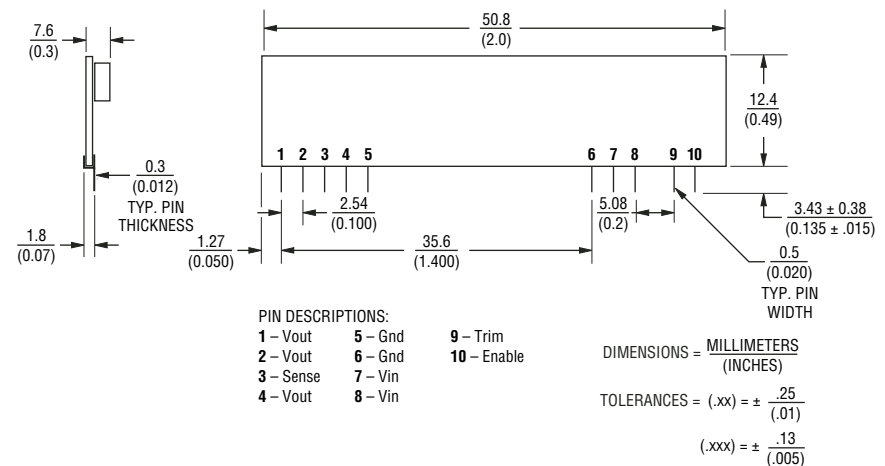 7.6
(0.3)
50.8
(2.0)
12.4
(0.49)
1 2 3 4 5 6 7 8 9 10
0.3
(0.012)
TYP. PIN
THICKNESS
2.54
(0.100)
5.08
(0.2)
3.43 ± 0.38
(0.135 ± .015)
1.8
(0.07)
1.27
(0.050)
35.6
(1.400)
0.5
(0.020)
TYP. PIN
WIDTH
PIN DESCRIPTIONS:
1 – Vout 5 – Gnd 9 – Trim
2 – Vout 6 – Gnd 10 – Enable
3 – Sense 7 – Vin
4 – Vout 8 – Vin
DIMENSIONS = MILLIMETERS
(INCHES)
TOLERANCES = (.xx) = ± .25
(.01)
(.xxx) = ± .13
(.005)